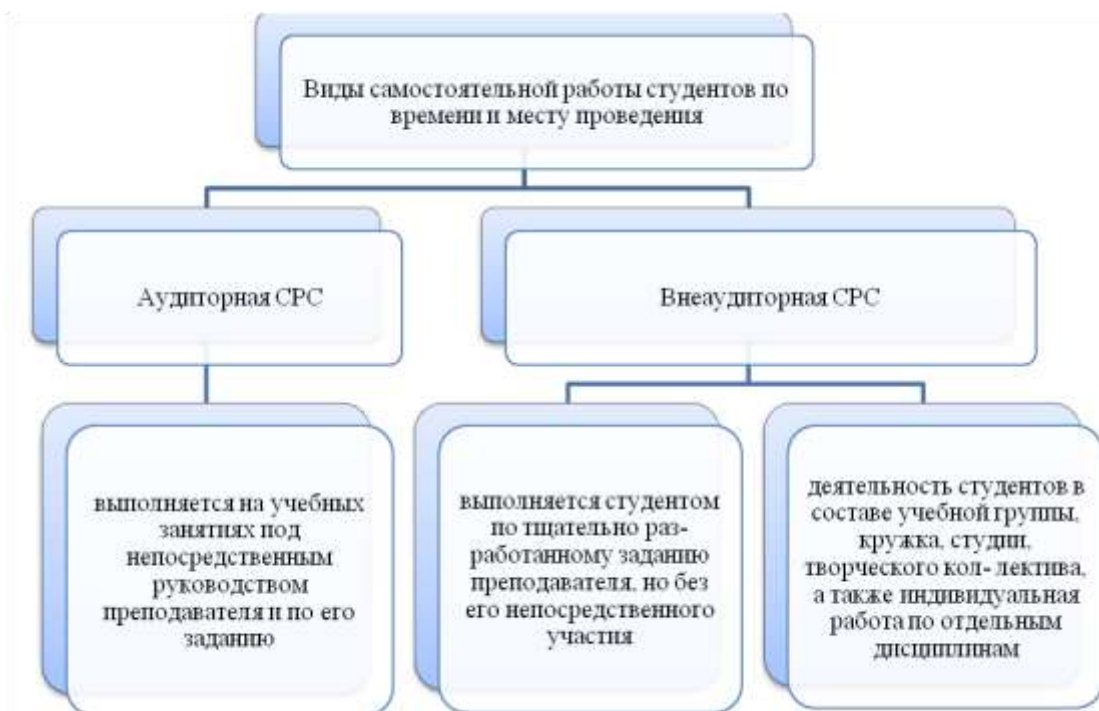 Виды самостоятельной работы студентов по
времени и месту проведения
Аудиторная СРС
Внеаудиторная СРС
выполняется на учебных
занятиях под
непосредственным
руководством
преподавателя и по его
заданию
выполняется студентом
по тщательно раз-
работанному заданию
преподавателя, но без
его непосредственного
участия
деятельность студентов в
составе учебной группы,
кружка, студии,
творческого кол- лектива,
а также индивидуальная
работа по отдельным
дисциплинам